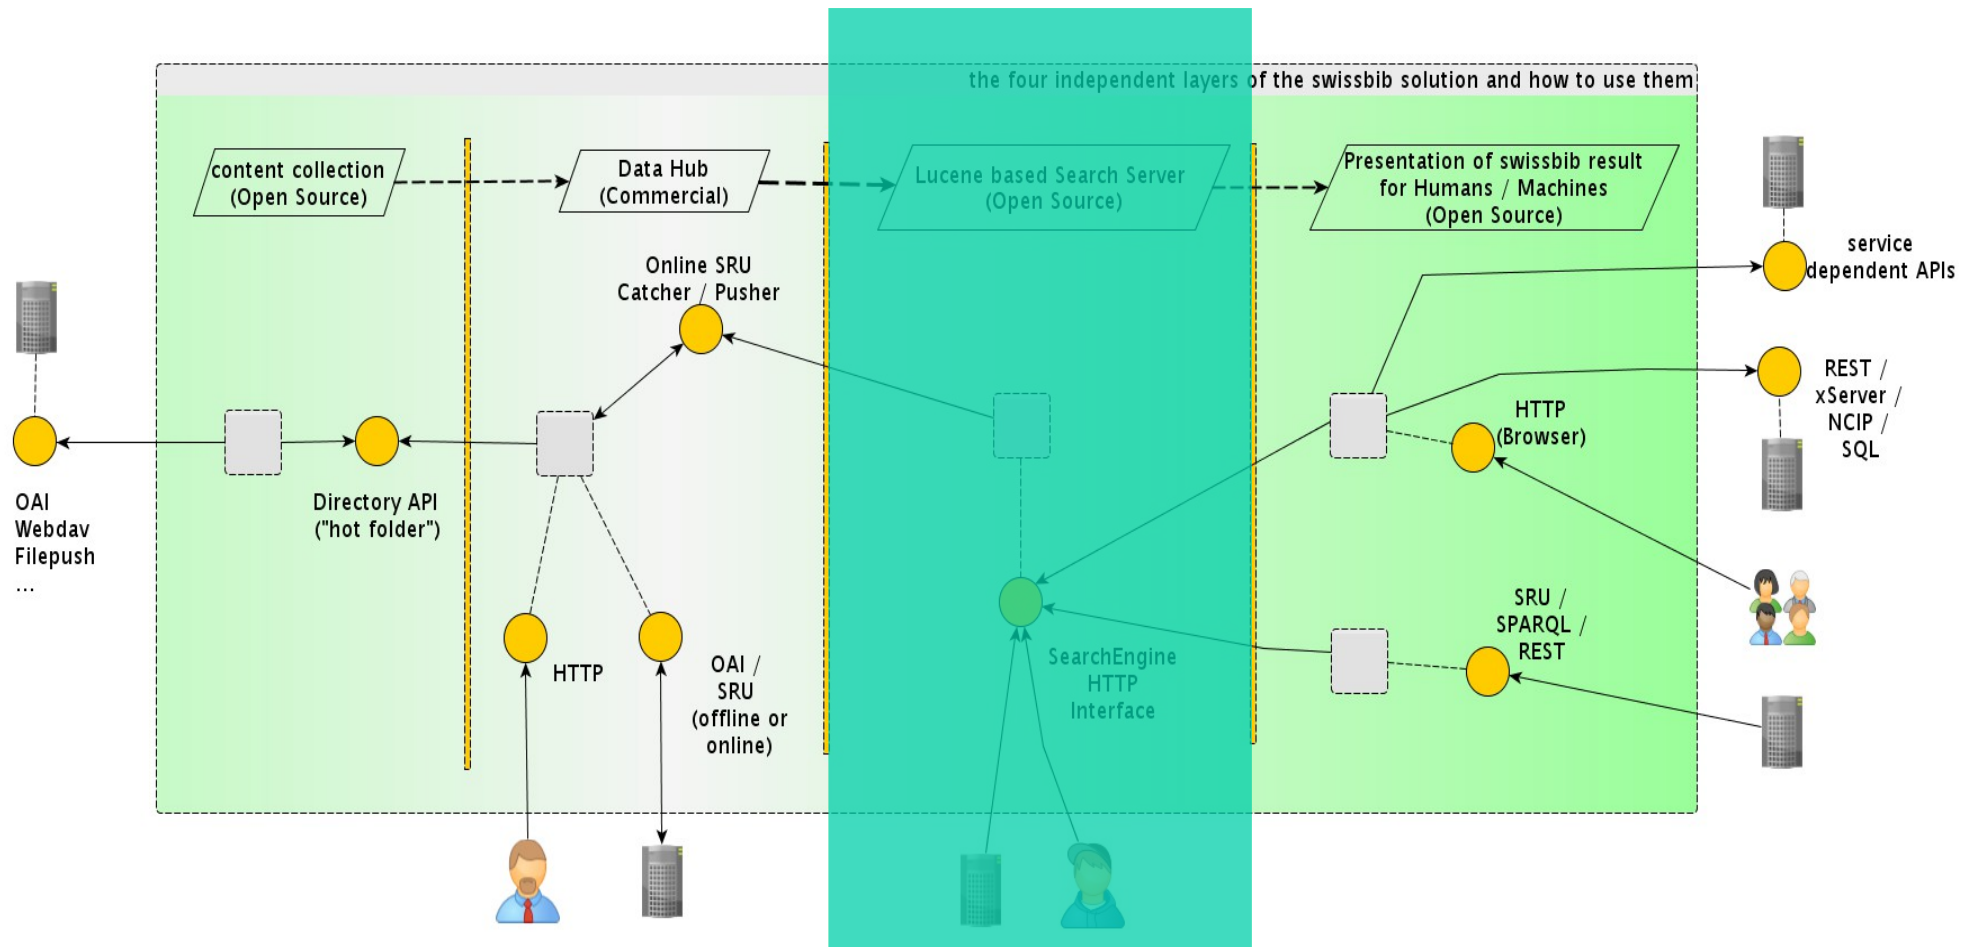 the four independent layers of the swissbib solution and how to use them
content collection
(Open Source)
Data Hub
(Commercial)
Lucene based Search Server
(Open Source)
Presentation of swissbib result
for Humans / Machines
(Open Source)
service
dependent APIs
Online SRU
Catcher / Pusher
REST /
xServer /
NCIP /
SQL
HTTP
(Browser)
OAI
Webdav
Filepush
...
Directory API
("hot folder")
HTTP
OAI /
SRU
(offline or
online)
SearchEngine
HTTP
Interface
SRU /
SPARQL /
REST